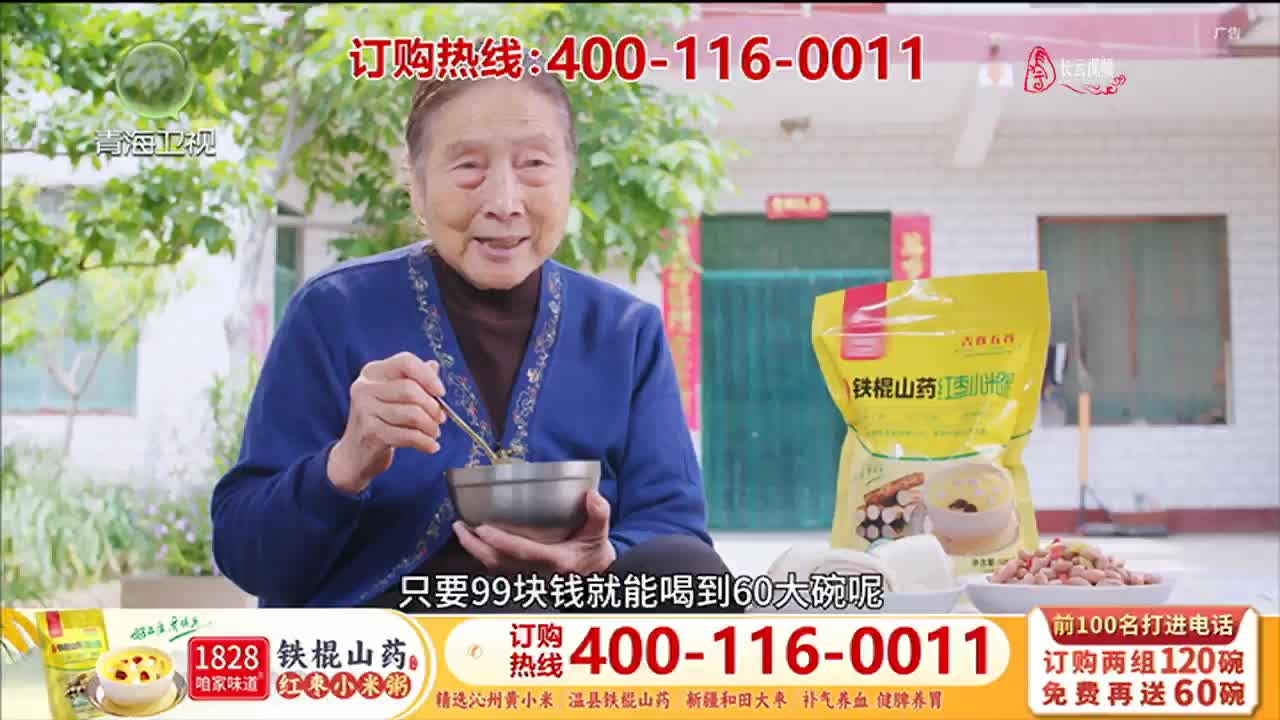 订购热线:400-116-0011
广告
长云视频
青海卫视
铁棍山药红枣小米粥
只要99块钱就能喝到60大碗呢
1828
咱家味道
铁棍山药
红枣小米粥
订购
热线
400-116-0011
精选沁州黄小米 温县铁棍山药 新疆和田大枣 补气养血 健脾养胃
前100名打进电话
订购两组120碗
免费再送60碗